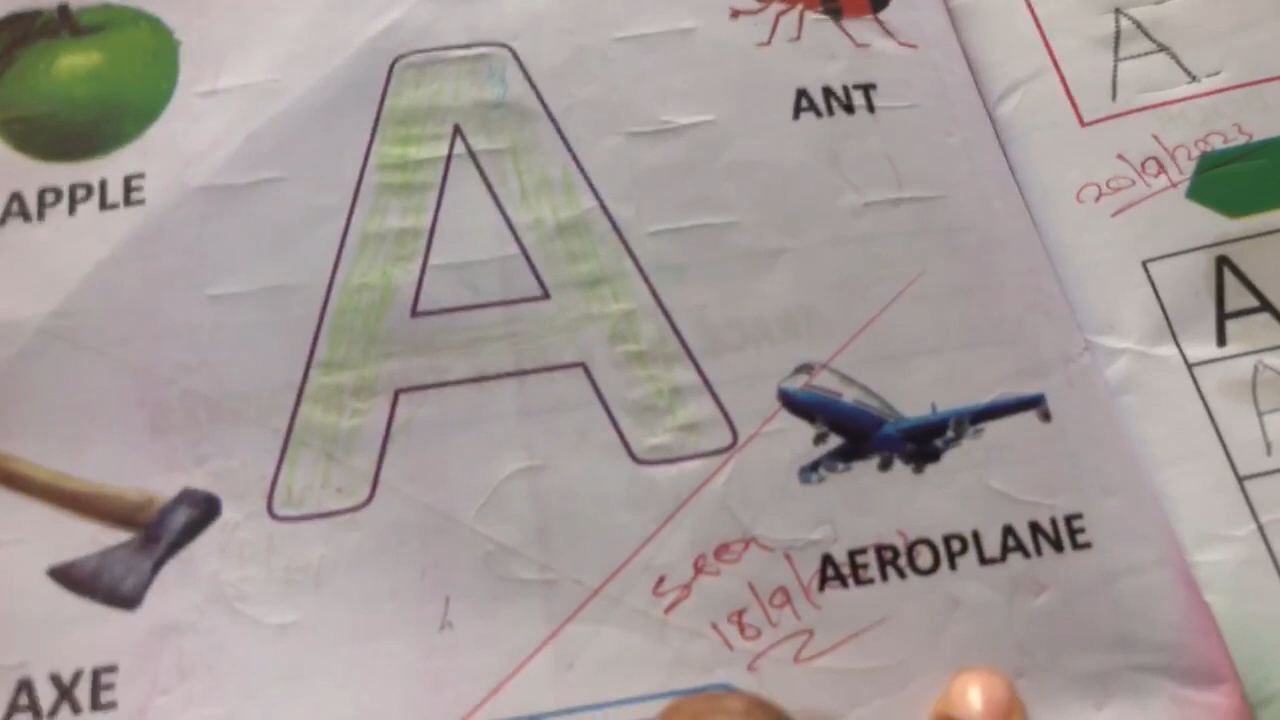 A
ANT
APPLE
AEROPLANE
AXE
seen
18/9/
A
20/9/2023
A
A